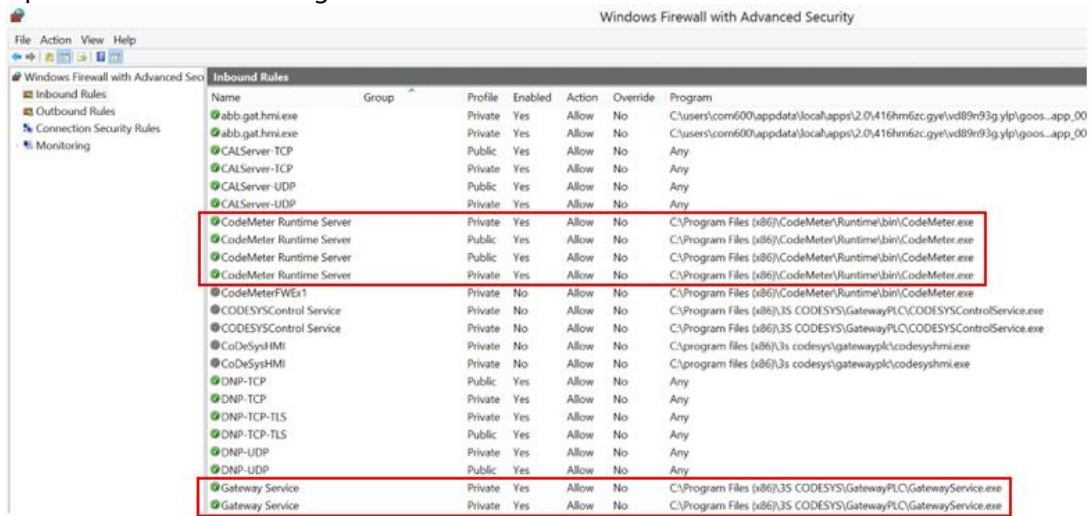 Windows Firewall with Advanced Security
File Action View Help
Windows Firewall with Advanced Secu
Inbound Rules
Outbound Rules
Connection Security Rules
Monitoring
Inbound Rules
Name Group Profile Enabled Action Override Program
abb.gat.hmi.exe Private Yes Allow No C:\users\com600\appdata\local\apps\2.0\416hm6zc.gye\vd89n93g.ylp\goos...app_00
abb.gat.hmi.exe Private Yes Allow No C:\users\com600\appdata\local\apps\2.0\416hm6zc.gye\vd89n93g.ylp\goos...app_00
CALServer-TCP Public Yes Allow No Any
CALServer-TCP Private Yes Allow No Any
CALServer-UDP Public Yes Allow No Any
CALServer-UDP Private Yes Allow No Any
CodeMeter Runtime Server Private Yes Allow No C:\Program Files (x86)\CodeMeter\Runtime\bin\CodeMeter.exe
CodeMeter Runtime Server Public Yes Allow No C:\Program Files (x86)\CodeMeter\Runtime\bin\CodeMeter.exe
CodeMeter Runtime Server Public Yes Allow No C:\Program Files (x86)\CodeMeter\Runtime\bin\CodeMeter.exe
CodeMeter Runtime Server Private Yes Allow No C:\Program Files (x86)\CodeMeter\Runtime\bin\CodeMeter.exe
CodeMeterFWEx1 Private No Allow No C:\Program Files (x86)\CodeMeter\Runtime\bin\CodeMeter.exe
CODESYSControl Service Private No Allow No C:\Program Files (x86)\3S CODESYS\GatewayPLC\CODESYSControlService.exe
CODESYSControl Service Private No Allow No C:\Program Files (x86)\3S CODESYS\GatewayPLC\CODESYSControlService.exe
CoDeSysHMI Private No Allow No C:\program files (x86)\3s codesys\gatewayplc\codesyshmi.exe
CoDeSysHMI Private No Allow No C:\program files (x86)\3s codesys\gatewayplc\codesyshmi.exe
DNP-TCP Public Yes Allow No Any
DNP-TCP Private Yes Allow No Any
DNP-TCP-TLS Private Yes Allow No Any
DNP-TCP-TLS Public Yes Allow No Any
DNP-UDP Private Yes Allow No Any
DNP-UDP Public Yes Allow No Any
Gateway Service Private Yes Allow No C:\Program Files (x86)\3S CODESYS\GatewayPLC\GatewayService.exe
Gateway Service Private Yes Allow No C:\Program Files (x86)\3S CODESYS\GatewayPLC\GatewayService.exe